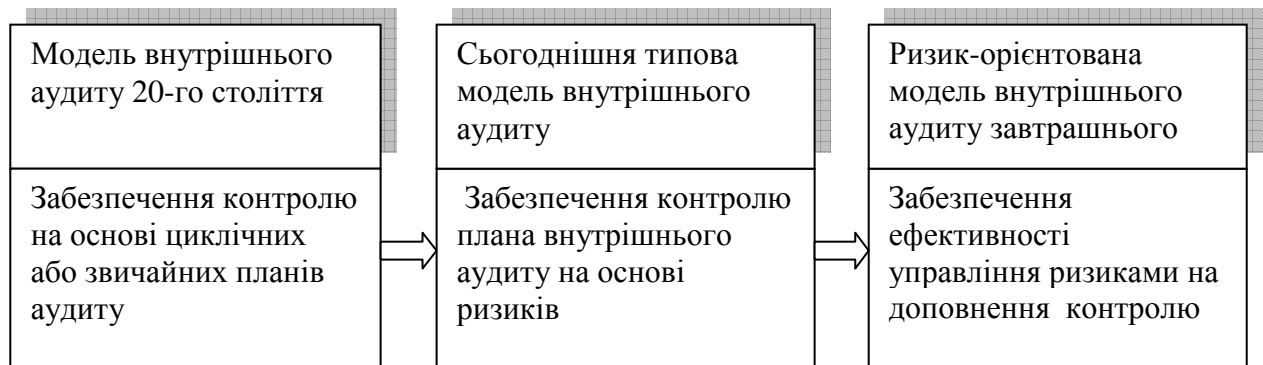 Модель внутрішнього
аудиту 20-го століття
Забезпечення контролю
на основі циклічних
або звичайних планів
аудиту
Сьогоднішня типова
модель внутрішнього
аудиту
Забезпечення контролю
плана внутрішнього
аудиту на основі
ризиків
Ризик-орієнтована
модель внутрішнього
аудиту завтрашнього
Забезпечення
ефективності
управління ризиками на
доповнення контролю